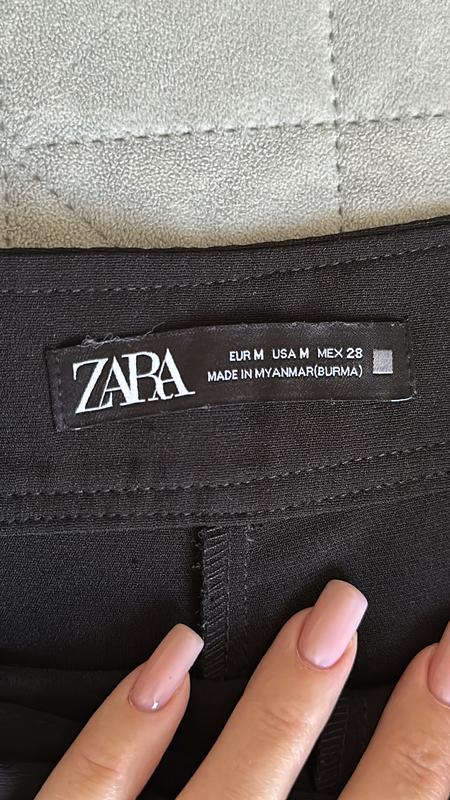 ZARA
EUR M USA M MEX 28
MADE IN MYANMAR(BURMA)